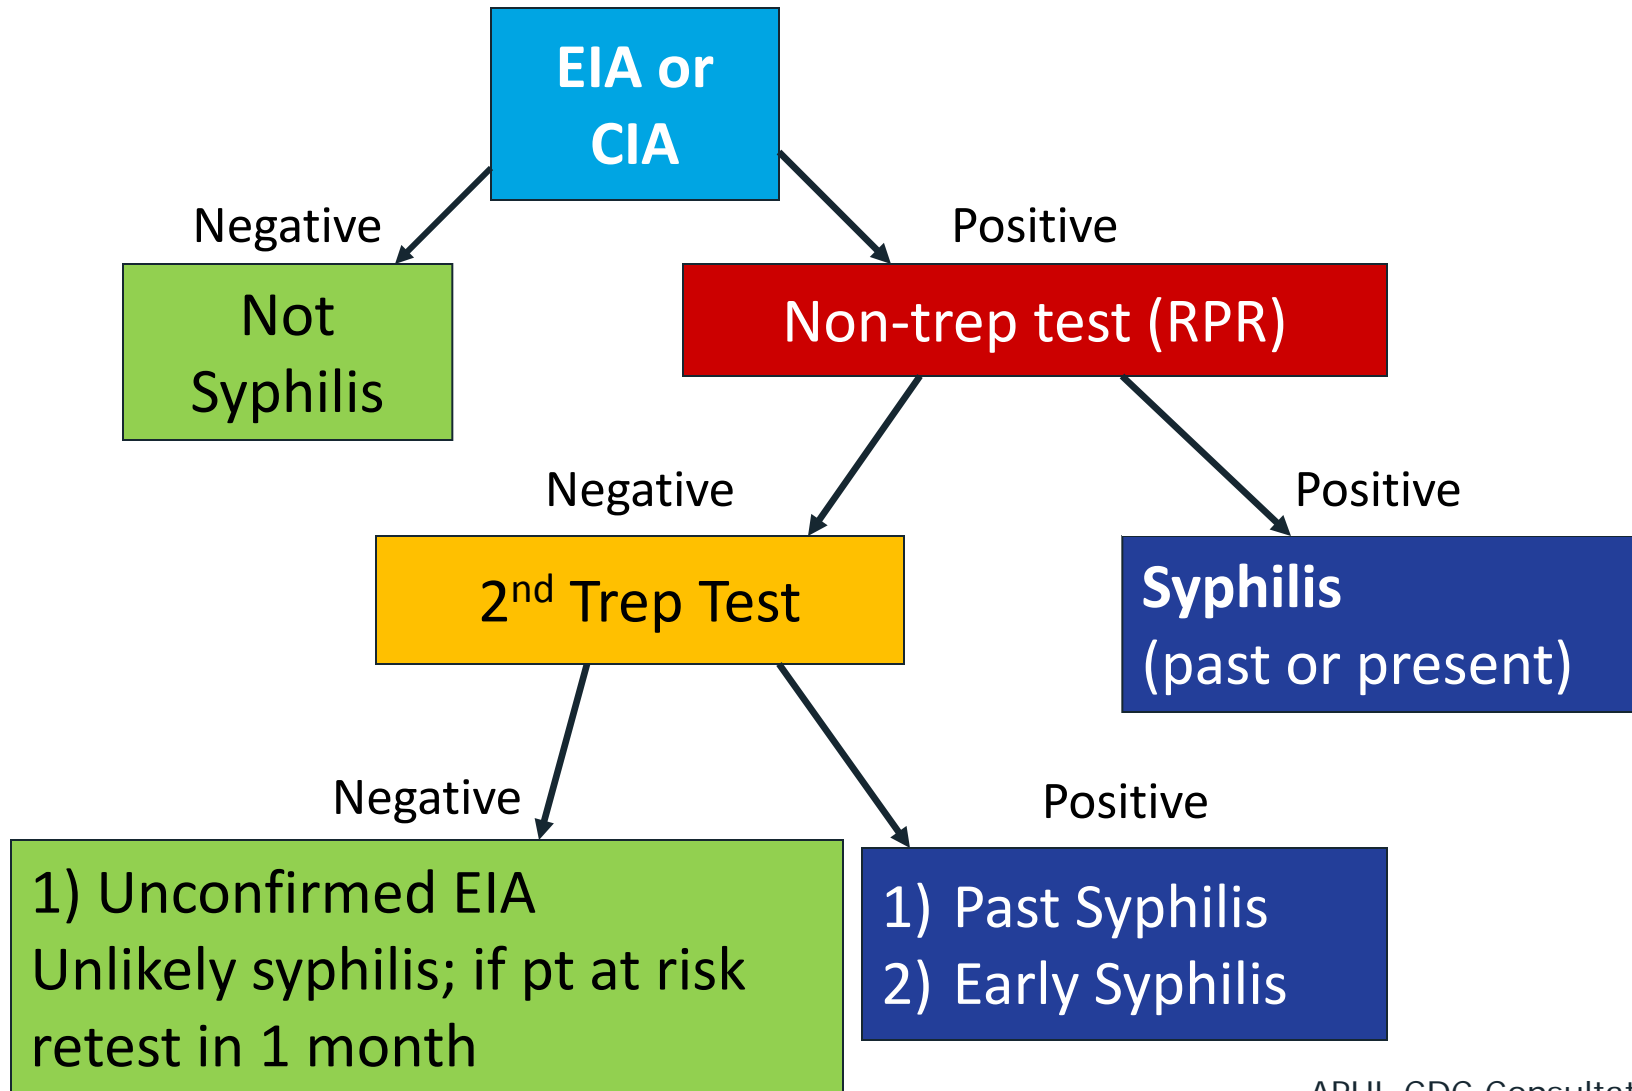 EIA or
CIA
Negative
Positive
Not
Syphilis
Non-trep test (RPR)
Negative
Positive
2nd Trep Test
Syphilis
(past or present)
Negative
Positive
1) Unconfirmed EIA
Unlikely syphilis; if pt at risk
retest in 1 month
1) Past Syphilis
2) Early Syphilis